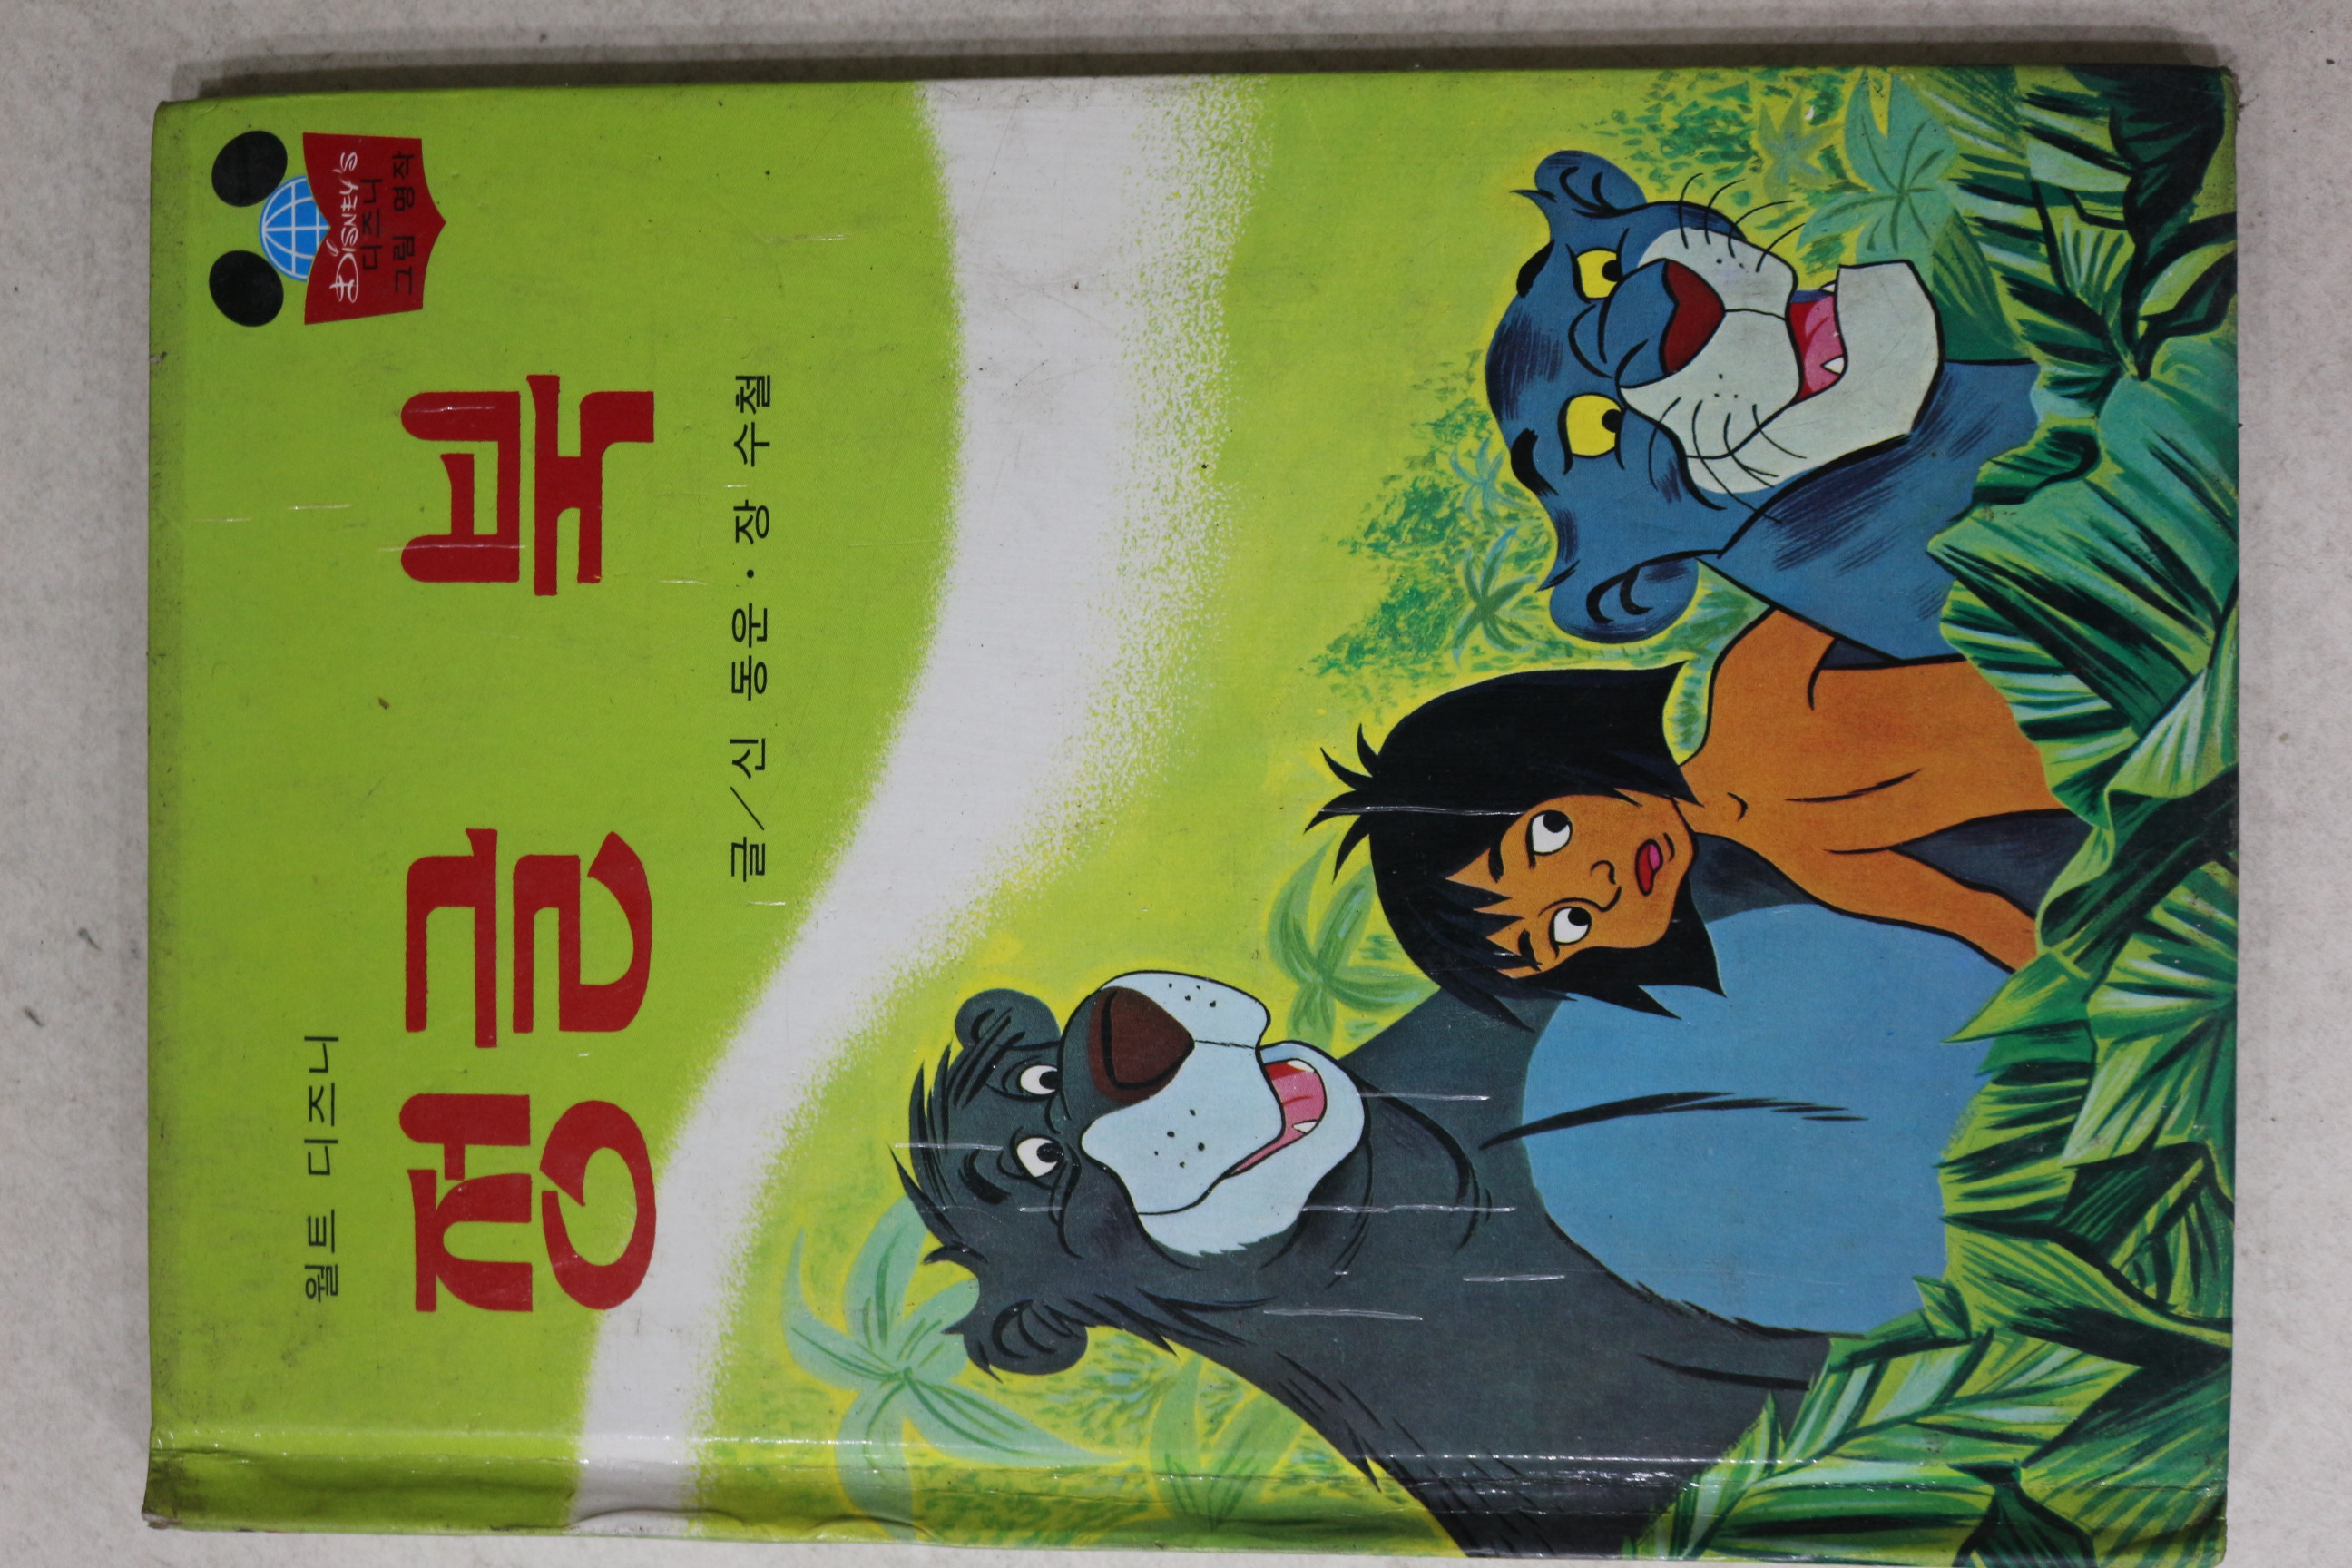 DISNEY'S
디즈니
그림 명작
월트 디즈니
정글 북
글/신 동운·장 수철